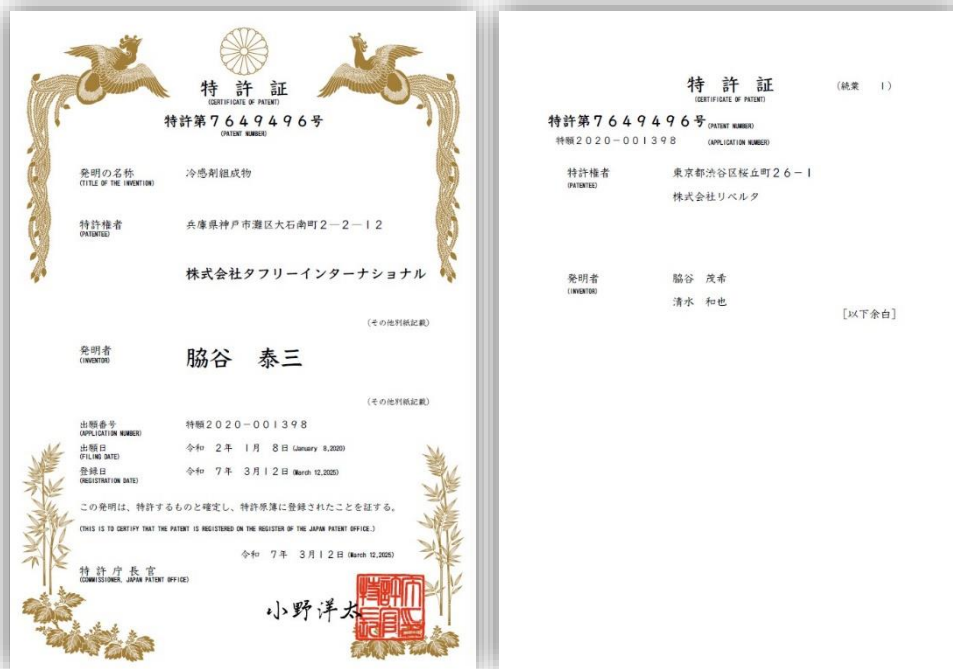 特許証
(CERTIFICATE OF PATENT)
特許第7649496号
(PATENT NUMBER)
発明の名称 冷感剤組成物
(TITLE OF THE INVENTION)
特許権者 兵庫県神戸市灘区大石南町2-2-12
(PATENTEE)
株式会社タフリーインターナショナル
(その他別紙記載)
発明者 脇谷 泰三
(INVENTOR)
(その他別紙記載)
出願番号 特願2020-001398
(APPLICATION NUMBER)
出願日 令和 2年 1月 8日(January 8,2020)
(FILING DATE)
登録日 令和 7年 3月12日(March 12,2025)
(REGISTRATION DATE)
この発明は、特許するものと確定し、特許原簿に登録されたことを証する。
(THIS IS TO CERTIFY THAT THE PATENT IS REGISTERED ON THE REGISTER OF THE JAPAN PATENT OFFICE.)
令和 7年 3月12日(March 12,2025)
特許庁長官
(COMMISSIONER, JAPAN PATENT OFFICE)
小野洋太
特許証 (続葉 1)
(CERTIFICATE OF PATENT)
特許第7649496号(PATENT NUMBER)
特願2020-001398 (APPLICATION NUMBER)
特許権者 東京都渋谷区桜丘町26-1
(PATENTEE)
株式会社リベルタ
発明者 脇谷 茂希
(INVENTOR)
清水 和也
[以下余白]